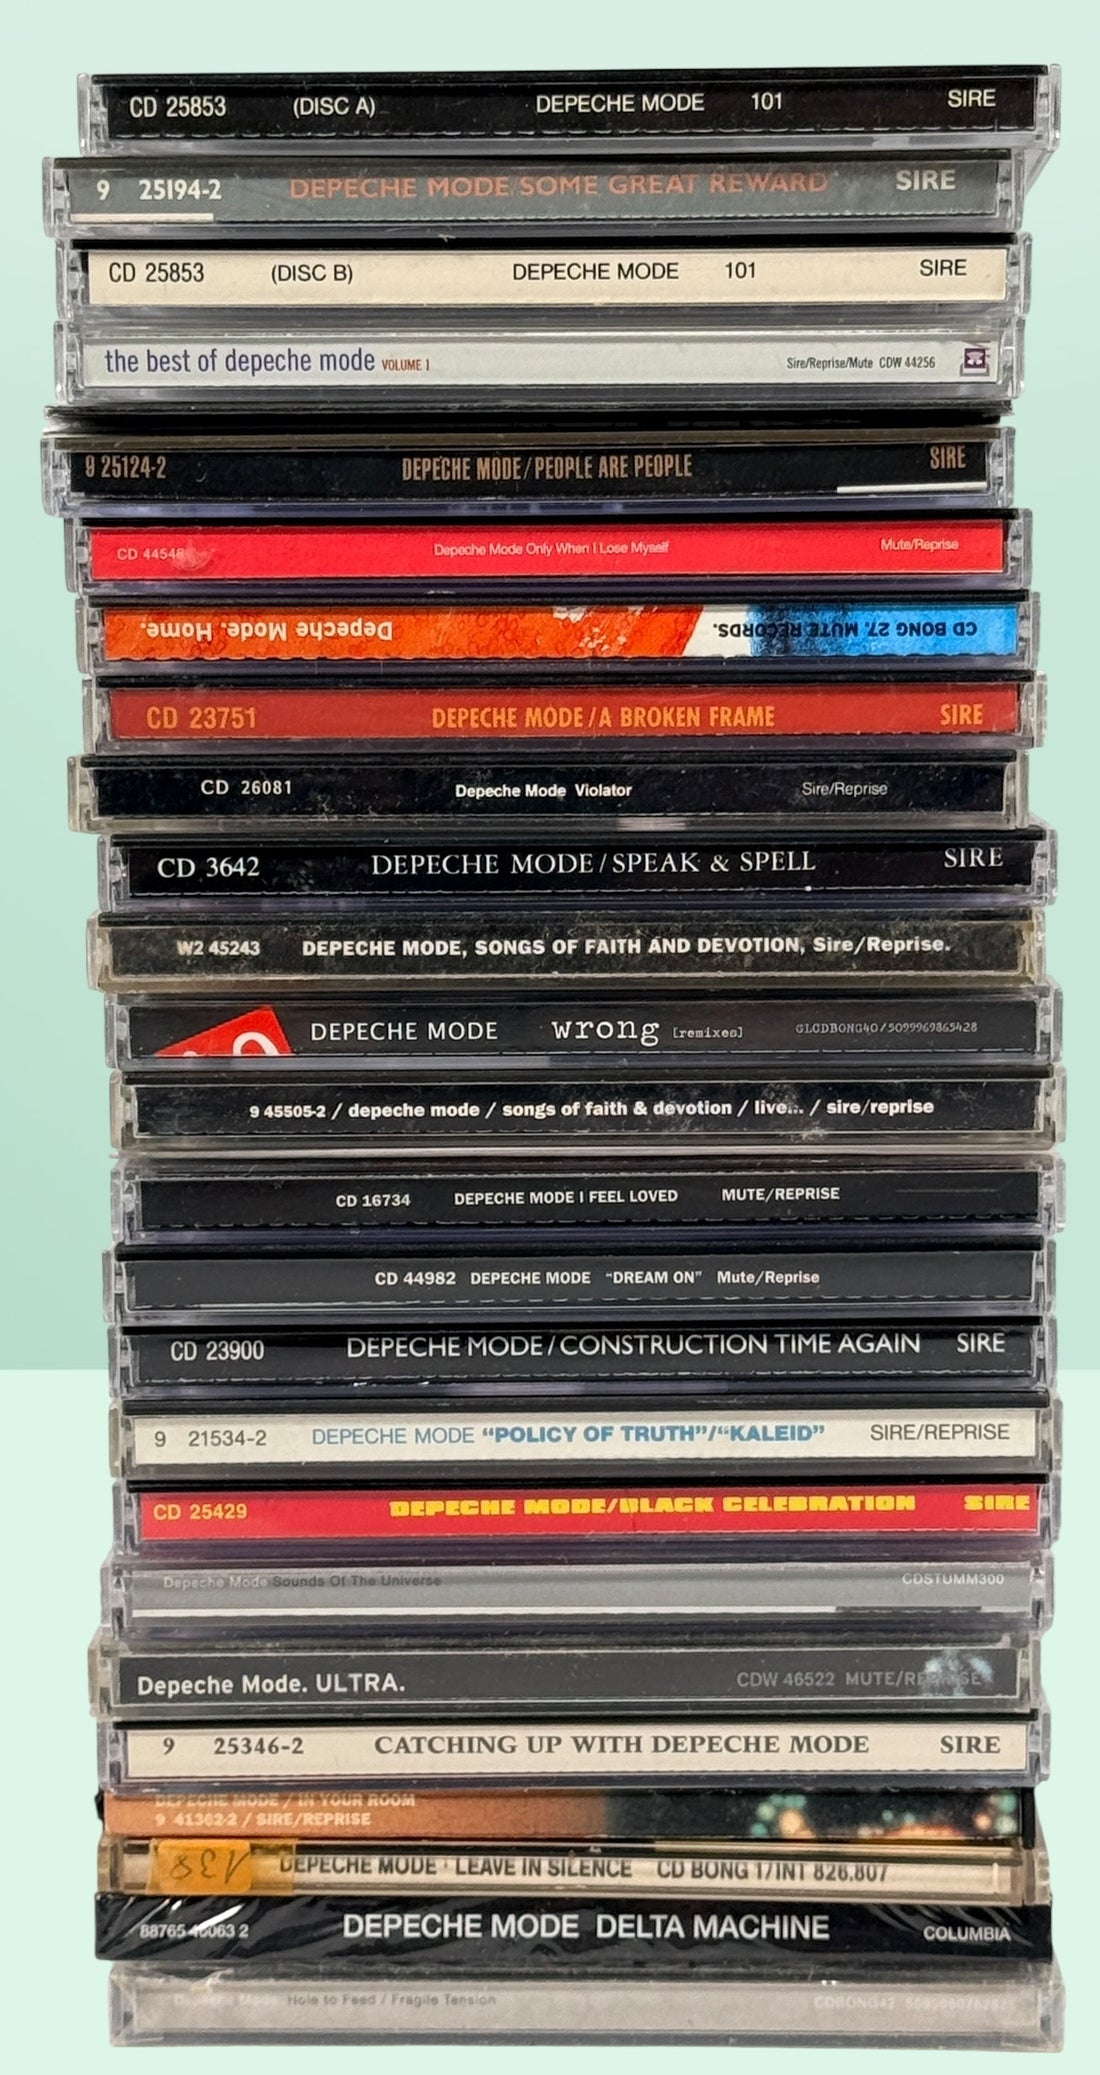 CD 25853 (DISC A) DEPECHE MODE 101 SIRE
9 25194-2 DEPECHE MODE/SOME GREAT REWARD SIRE
CD 25853 (DISC B) DEPECHE MODE 101 SIRE
the best of depeche mode VOLUME 1 Sire/Reprise/Mute CDW 44256
9 25124-2 DEPECHE MODE/PEOPLE ARE PEOPLE SIRE
CD Depeche Mode Only When I Lose Myself Mute/Reprise
Depeche Mode. Home. CD BONG 27. MUTE RECORDS.
CD 23751 DEPECHE MODE/A BROKEN FRAME SIRE
CD 26081 Depeche Mode Violator Sire/Reprise
CD 3642 DEPECHE MODE/SPEAK & SPELL SIRE
W2 45243 DEPECHE MODE, SONGS OF FAITH AND DEVOTION, Sire/Reprise.
DEPECHE MODE wrong [remixes] GLCDBONG40/5099969865428
9 45505-2 / depeche mode / songs of faith & devotion / live... / sire/reprise
CD 16734 DEPECHE MODE I FEEL LOVED MUTE/REPRISE
CD 44982 DEPECHE MODE "DREAM ON" Mute/Reprise
CD 23900 DEPECHE MODE/CONSTRUCTION TIME AGAIN SIRE
9 21534-2 DEPECHE MODE "POLICY OF TRUTH"/"KALEID" SIRE/REPRISE
CD 25429 DEPECHE MODE/BLACK CELEBRATION SIRE
Depeche Mode Sounds Of The Universe CDSTUMM300
Depeche Mode. ULTRA. CDW 46522 MUTE/REPRISE
9 25346-2 CATCHING UP WITH DEPECHE MODE SIRE
DEPECHE MODE / IN YOUR ROOM
9 41362-2 / SIRE/REPRISE
DEPECHE MODE · LEAVE IN SILENCE CD BONG 1/INT 826.807
DEPECHE MODE DELTA MACHINE COLUMBIA
Depeche Mode Hole to Feed / Fragile Tension CDBONG42